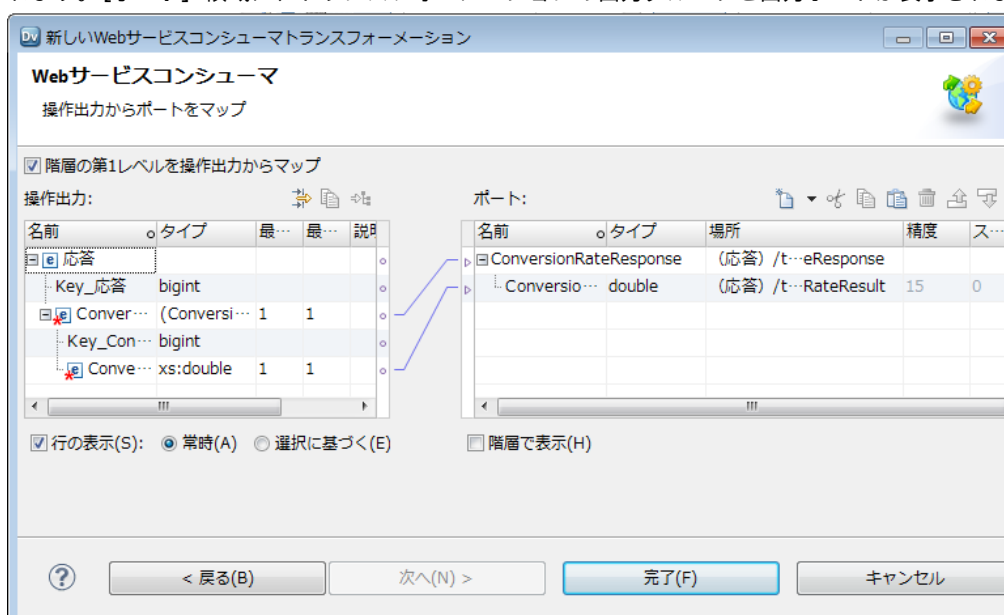 Dv 新しいWebサービスコンシューマトランスフォーメーション
Webサービスコンシューマ
操作出力からポートをマップ
階層の第1レベルを操作出力からマップ
操作出力: ポート:
名前 タイプ 最… 最… 説明 名前 タイプ 場所 精度 ス…
e 応答 ConversionRateResponse （応答）/t…eResponse
Key_応答 bigint Conversio… double （応答）/t…RateResult 15 0
e Conver… (Conversi… 1 1
Key_Con… bigint
e Conve… xs:double 1 1
行の表示(S): 常時(A) 選択に基づく(E) 階層で表示(H)
? < 戻る(B) 次へ(N) > 完了(F) キャンセル